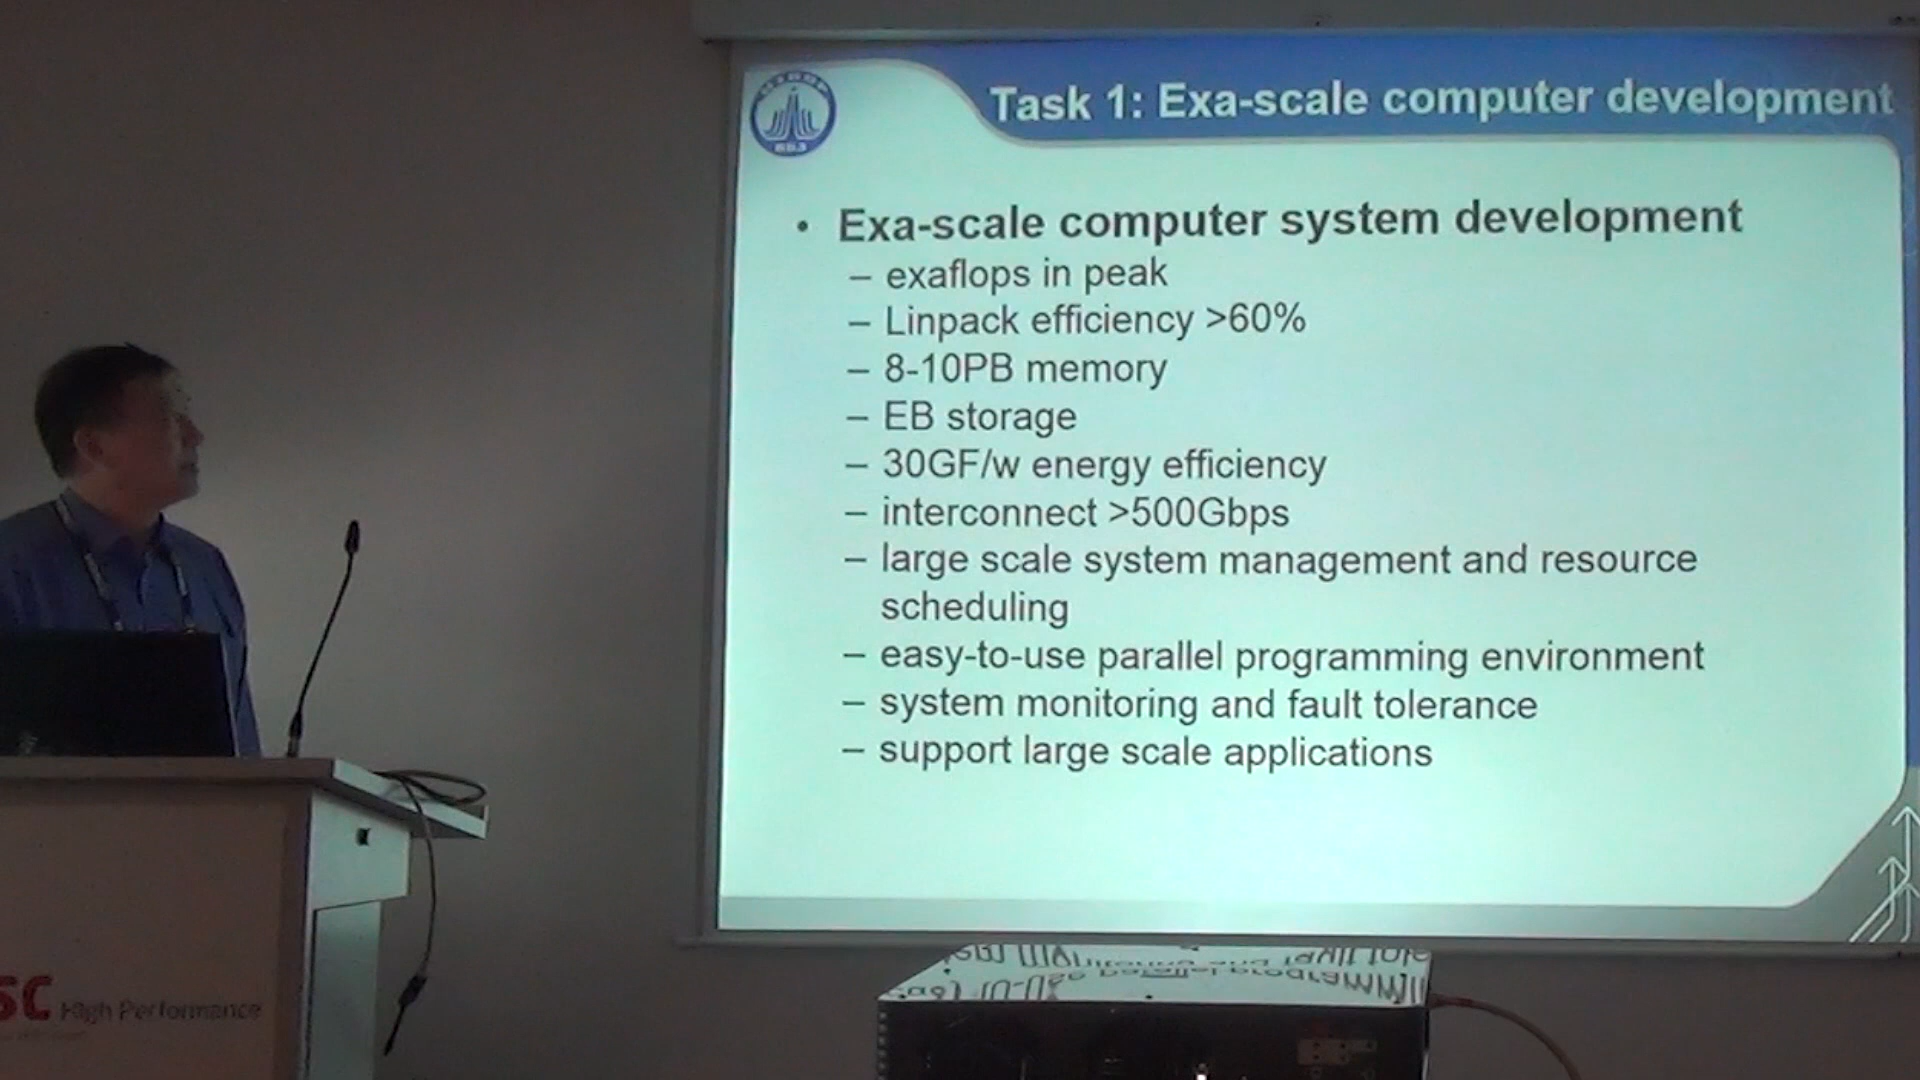 Task 1: Exa-scale computer development
863
• Exa-scale computer system development
– exaflops in peak
– Linpack efficiency >60%
– 8-10PB memory
– EB storage
– 30GF/w energy efficiency
– interconnect >500Gbps
– large scale system management and resource
scheduling
– easy-to-use parallel programming environment
– system monitoring and fault tolerance
– support large scale applications
SC High Performance